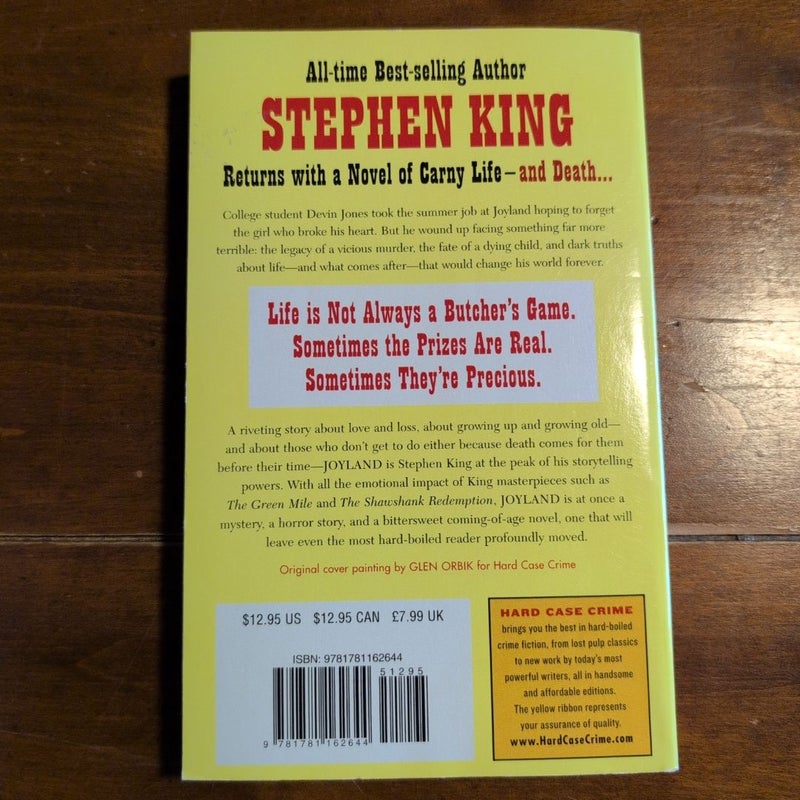 All-time Best-selling Author
STEPHEN KING
Returns with a Novel of Carny Life—and Death...
College student Devin Jones took the summer job at Joyland hoping to forget
the girl who broke his heart. But he wound up facing something far more
terrible: the legacy of a vicious murder, the fate of a dying child, and dark truths
about life—and what comes after—that would change his world forever.
Life is Not Always a Butcher's Game.
Sometimes the Prizes Are Real.
Sometimes They're Precious.
A riveting story about love and loss, about growing up and growing old—
and about those who don't get to do either because death comes for them
before their time—JOYLAND is Stephen King at the peak of his storytelling
powers. With all the emotional impact of King masterpieces such as
The Green Mile and The Shawshank Redemption, JOYLAND is at once a
mystery, a horror story, and a bittersweet coming-of-age novel, one that will
leave even the most hard-boiled reader profoundly moved.
Original cover painting by GLEN ORBIK for Hard Case Crime
$12.95 US $12.95 CAN £7.99 UK
ISBN: 9781781162644
51295
9 781781 162644
HARD CASE CRIME
brings you the best in hard-boiled
crime fiction, from lost pulp classics
to new work by today's most
powerful writers, all in handsome
and affordable editions.
The yellow ribbon represents
your assurance of quality.
www.HardCaseCrime.com